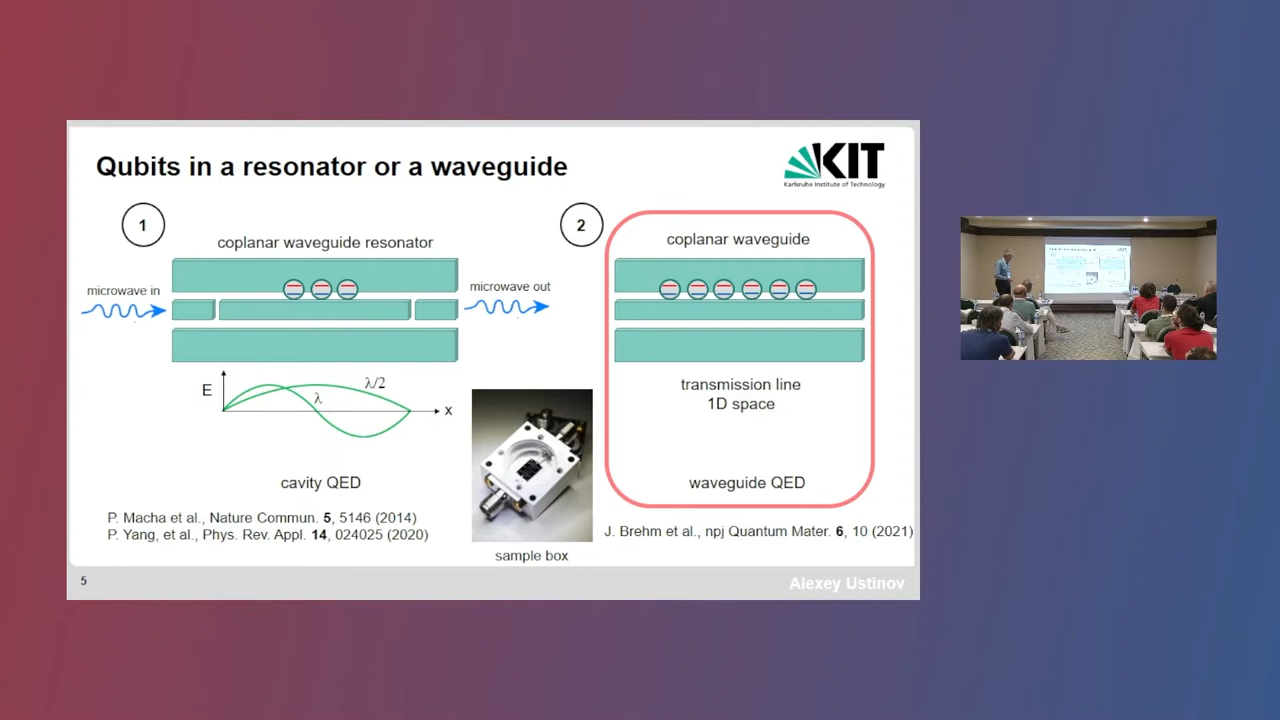 Qubits in a resonator or a waveguide
KIT
Karlsruhe Institute of Technology
1
coplanar waveguide resonator
microwave in
microwave out
E
λ/2
λ
x
cavity QED
P. Macha et al., Nature Commun. 5, 5146 (2014)
P. Yang, et al., Phys. Rev. Appl. 14, 024025 (2020)
sample box
2
coplanar waveguide
transmission line
1D space
waveguide QED
J. Brehm et al., npj Quantum Mater. 6, 10 (2021)
5
Alexey Ustinov